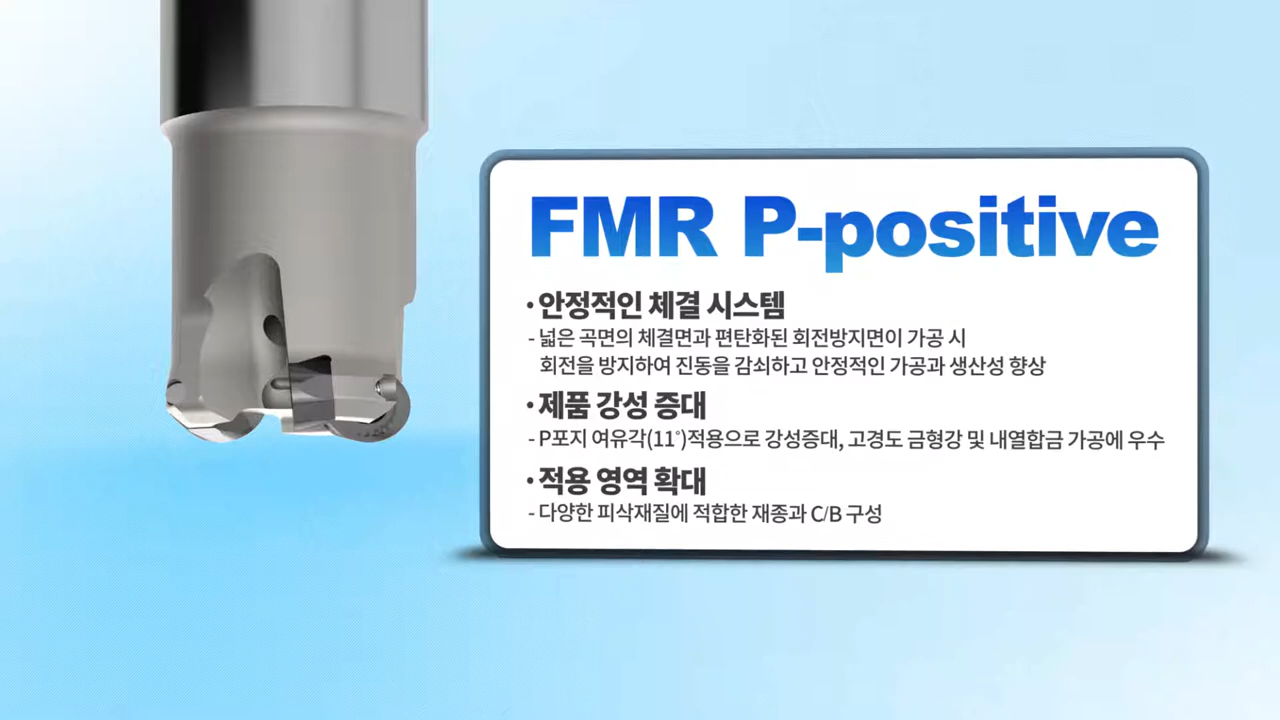 FMR P-positive
· 안정적인 체결 시스템
- 넓은 곡면의 체결면과 편탄화된 회전방지면이 가공 시
회전을 방지하여 진동을 감쇠하고 안정적인 가공과 생산성 향상
· 제품 강성 증대
- P포지 여유각(11°)적용으로 강성증대, 고경도 금형강 및 내열합금 가공에 우수
· 적용 영역 확대
- 다양한 피삭재질에 적합한 재종과 C/B 구성